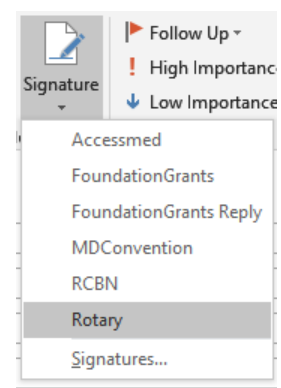 Follow Up
! High Importanc
Signature
Low Importance
Accessmed
FoundationGrants
FoundationGrants Reply
MDConvention
RCBN
Rotary
Signatures...